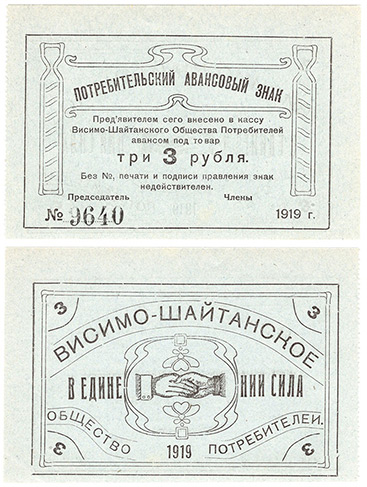 ПОТРЕБИТЕЛЬСКИЙ АВАНСОВЫЙ ЗНАК
Пред'явителем сего внесено в кассу
Висимо-Шайтанского Общества Потребителей
авансом под товар
три 3 рубля.
Без №, печати и подписи правления знак
недействителен.
Председатель Члены
№ 9640 1919 г.
3 3
ВИСИМО-ШАЙТАНСКОЕ
В ЕДИНЕ НИИ СИЛА
ОБЩЕСТВО 1919 ПОТРЕБИТЕЛЕЙ.
3 3